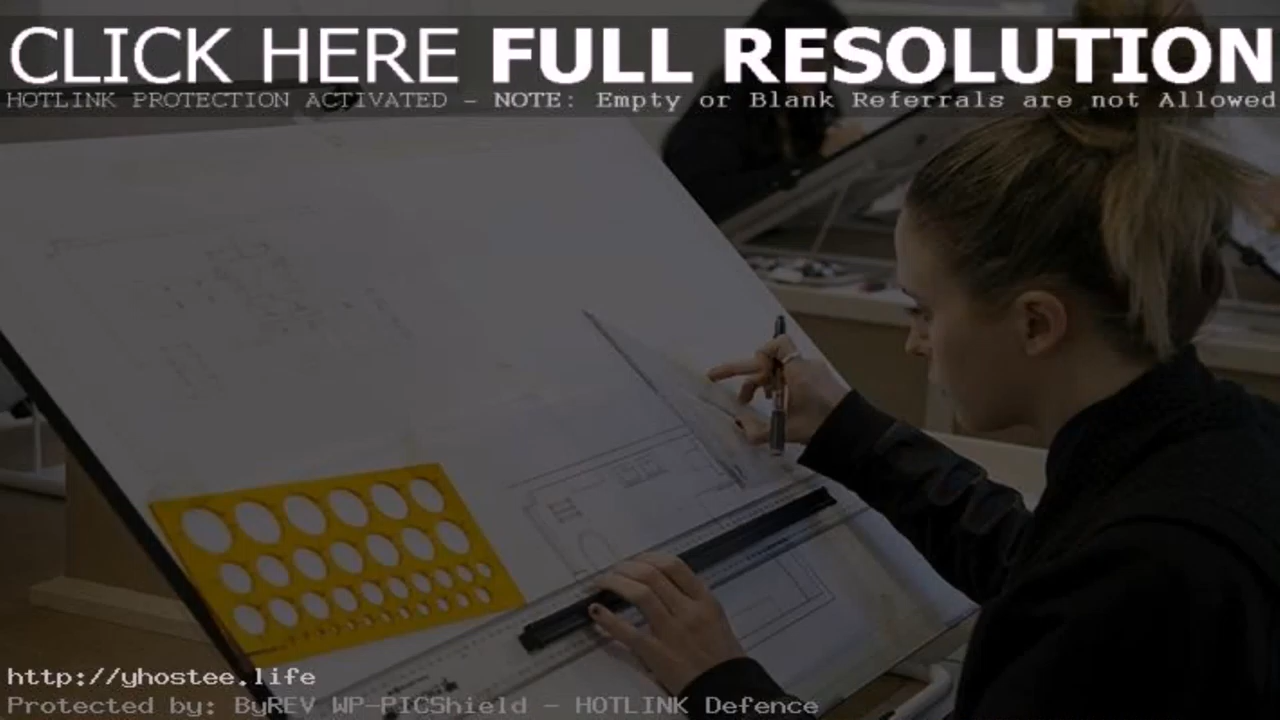 CLICK HERE FULL RESOLUTION
HOTLINK PROTECTION ACTIVATED – NOTE: Empty or Blank Referrals are not Allowed
http://yhostee.life
Protected by: ByREV WP-PICShield – HOTLINK Defence